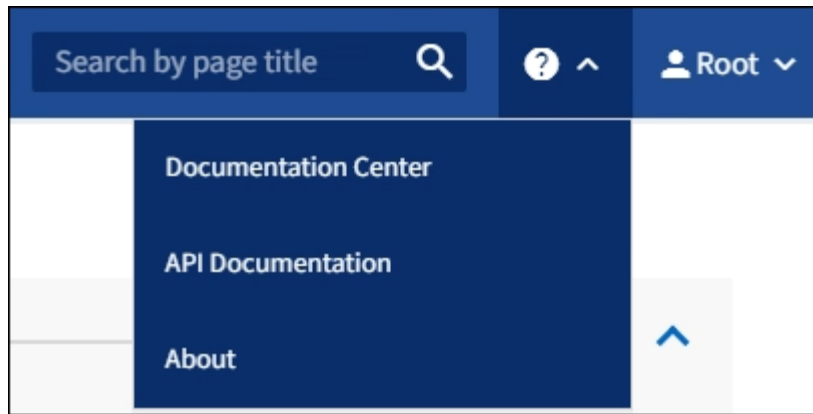 Search by page title
Root
Documentation Center
API Documentation
About